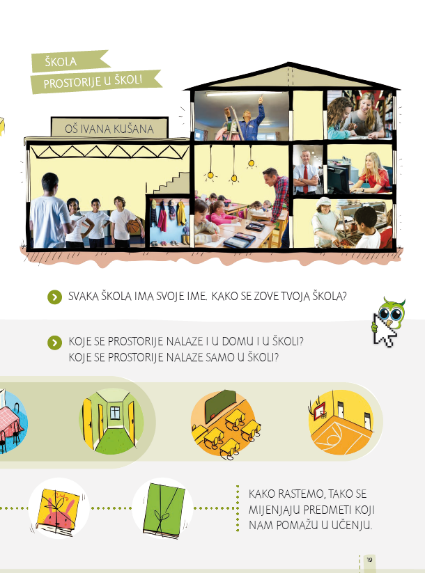 ŠKOLA
PROSTORIJE U ŠKOLI
OŠ IVANA KUŠANA
SVAKA ŠKOLA IMA SVOJE IME. KAKO SE ZOVE TVOJA ŠKOLA?
KOJE SE PROSTORIJE NALAZE I U DOMU I U ŠKOLI?
KOJE SE PROSTORIJE NALAZE SAMO U ŠKOLI?
KAKO RASTEMO, TAKO SE
MIJENJAJU PREDMETI KOJI
NAM POMAŽU U UČENJU.
19